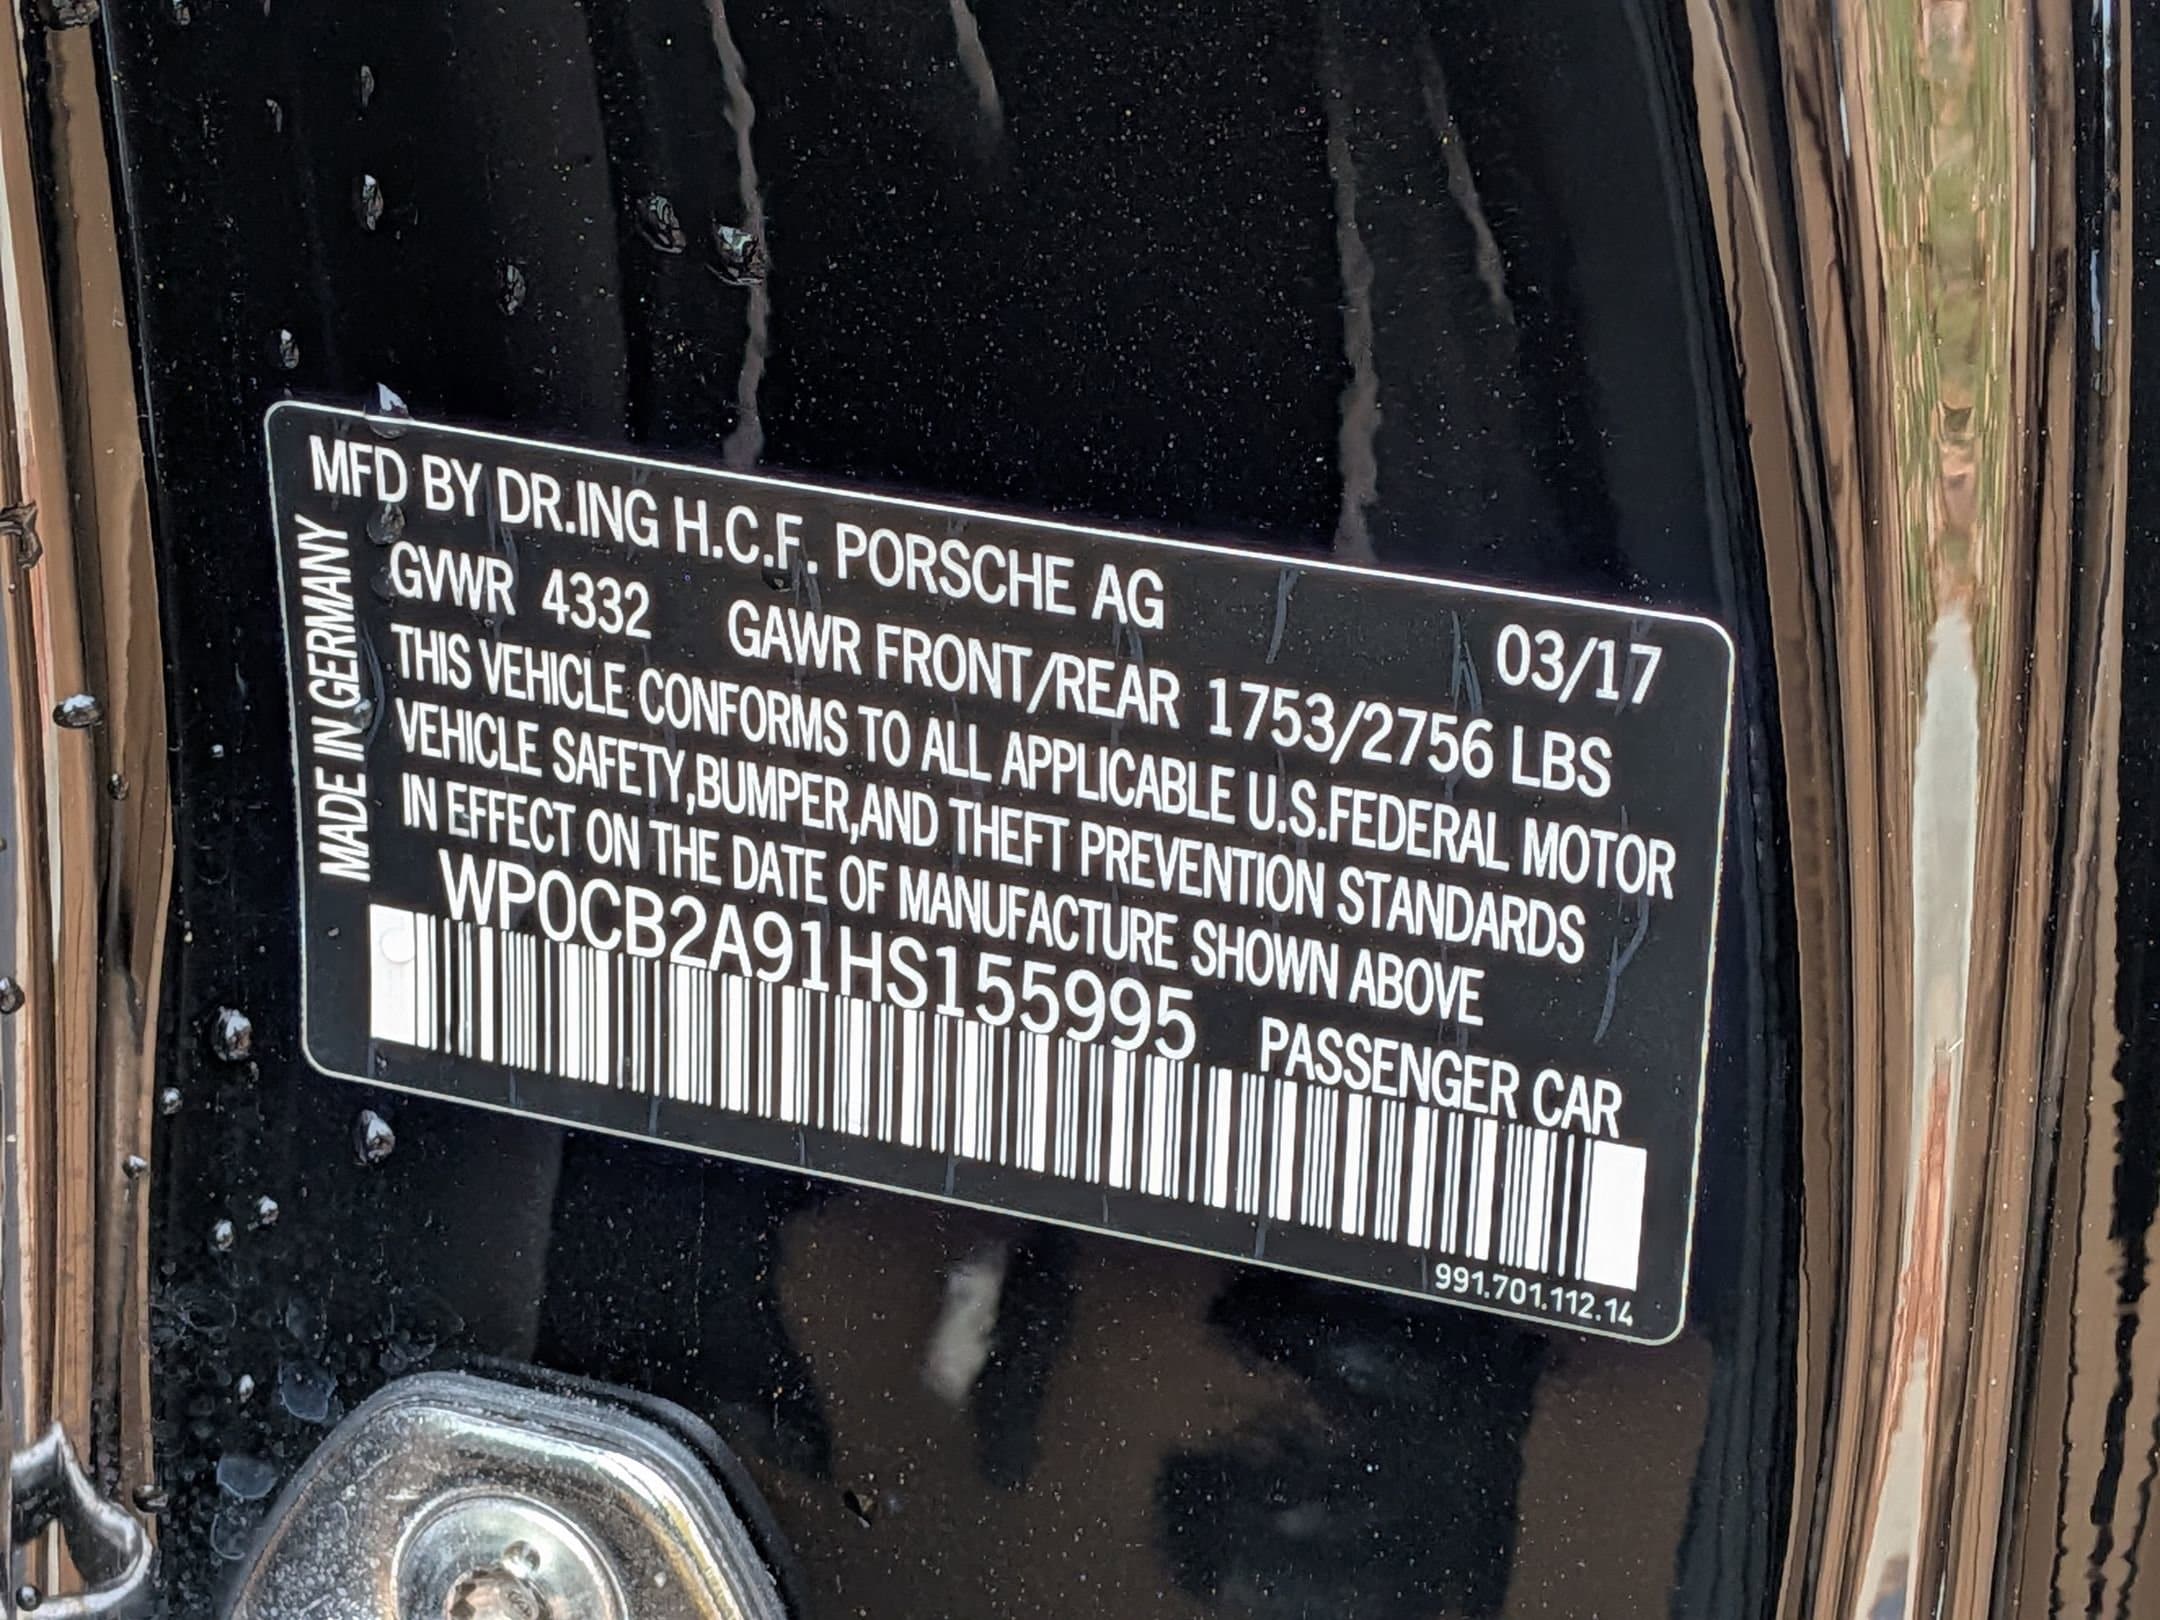 MFD BY DR.ING H.C.F. PORSCHE AG
03/17
MADE IN GERMANY
GVWR 4332 GAWR FRONT/REAR 1753/2756 LBS
THIS VEHICLE CONFORMS TO ALL APPLICABLE U.S.FEDERAL MOTOR
VEHICLE SAFETY,BUMPER,AND THEFT PREVENTION STANDARDS
IN EFFECT ON THE DATE OF MANUFACTURE SHOWN ABOVE
WP0CB2A91HS155995 PASSENGER CAR
991.701.112.14